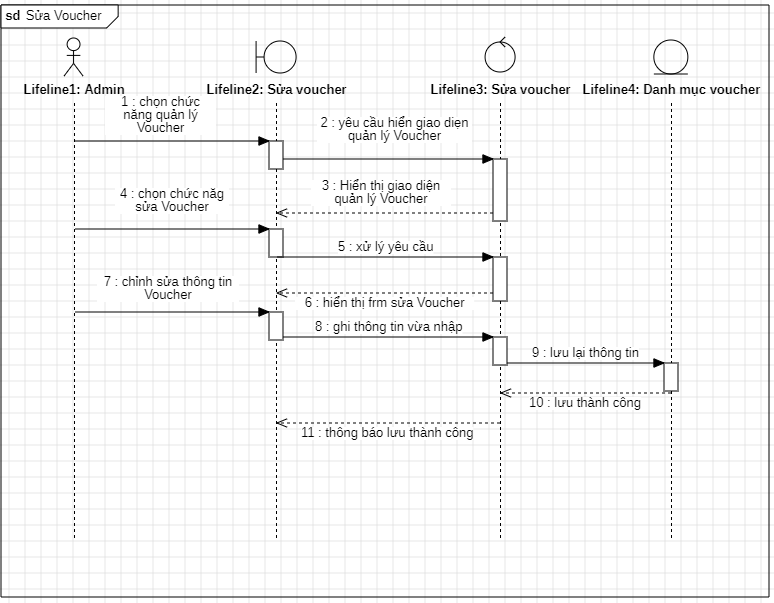 sd Sửa Voucher
Lifeline1: Admin
Lifeline2: Sửa voucher
Lifeline3: Sửa voucher
Lifeline4: Danh mục voucher
1 : chọn chức
năng quản lý
Voucher
2 : yêu cầu hiển giao diẹn
quản lý Voucher
3 : Hiển thị giao diện
quản lý Voucher
4 : chọn chức năg
sửa Voucher
5 : xử lý yêu cầu
6 : hiển thị frm sửa Voucher
7 : chỉnh sửa thông tin
Voucher
8 : ghi thông tin vừa nhập
9 : lưu lại thông tin
10 : lưu thành công
11 : thông báo lưu thành công